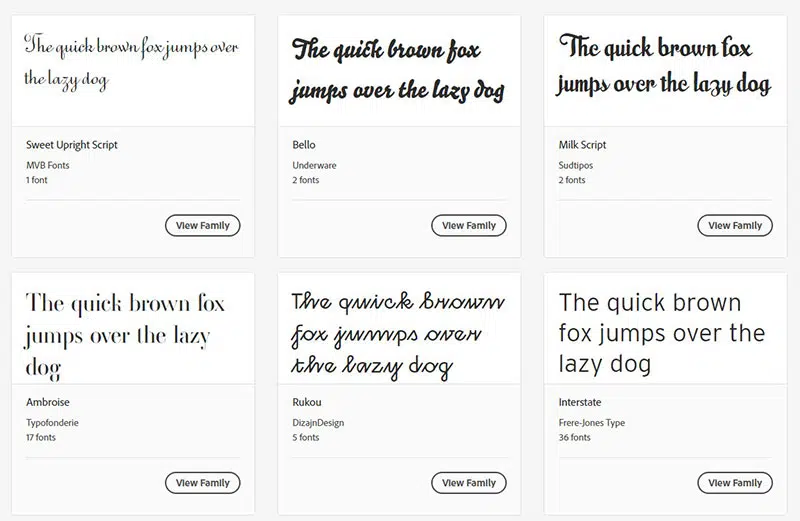 The quick brown fox jumps over
the lazy dog
Sweet Upright Script
MVB Fonts
1 font
View Family
The quick brown fox
jumps over the lazy dog
Bello
Underware
2 fonts
View Family
The quick brown fox
jumps over the lazy dog
Milk Script
Sudtipos
2 fonts
View Family
The quick brown fox
jumps over the lazy
dog
Ambroise
Typofonderie
17 fonts
View Family
The quick brown
fox jumps over
the lazy dog
Rukou
DizajnDesign
5 fonts
View Family
The quick brown
fox jumps over the
lazy dog
Interstate
Frere-Jones Type
36 fonts
View Family